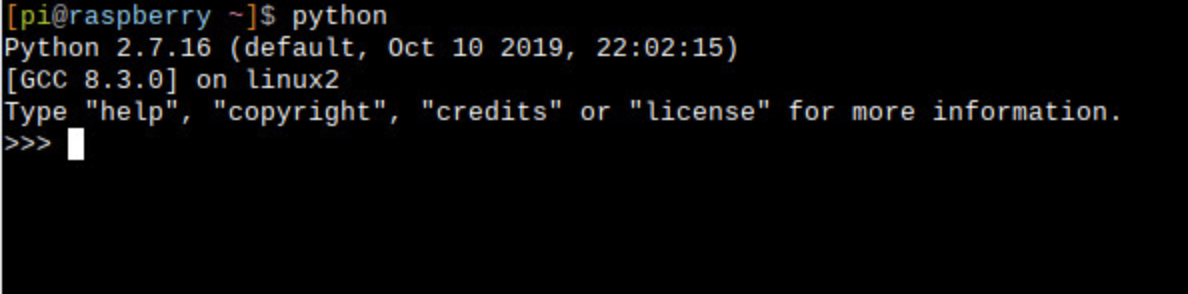 [pi@raspberry ~]$ python
Python 2.7.16 (default, Oct 10 2019, 22:02:15)
[GCC 8.3.0] on linux2
Type "help", "copyright", "credits" or "license" for more information.
>>>